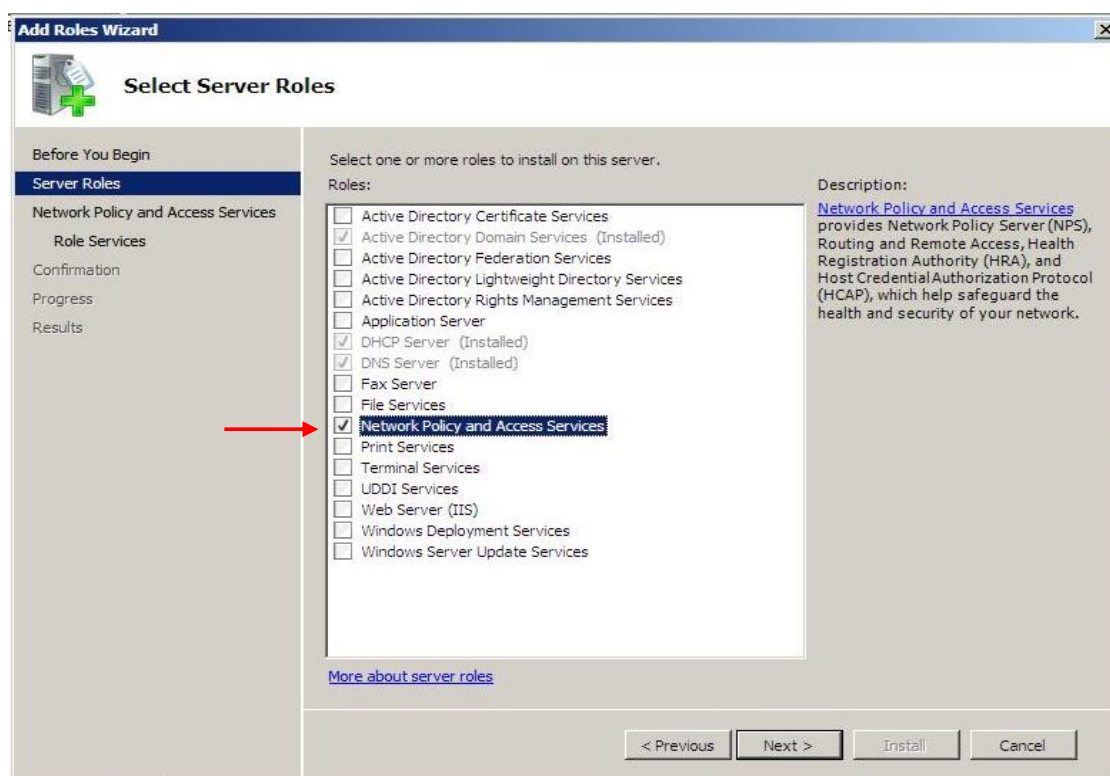 Add Roles Wizard
Select Server Roles
Before You Begin
Server Roles
Network Policy and Access Services
Role Services
Confirmation
Progress
Results
Select one or more roles to install on this server.
Roles:
Active Directory Certificate Services
Active Directory Domain Services (Installed)
Active Directory Federation Services
Active Directory Lightweight Directory Services
Active Directory Rights Management Services
Application Server
DHCP Server (Installed)
DNS Server (Installed)
Fax Server
File Services
Network Policy and Access Services
Print Services
Terminal Services
UDDI Services
Web Server (IIS)
Windows Deployment Services
Windows Server Update Services
More about server roles
Description:
Network Policy and Access Services
provides Network Policy Server (NPS),
Routing and Remote Access, Health
Registration Authority (HRA), and
Host Credential Authorization Protocol
(HCAP), which help safeguard the
health and security of your network.
< Previous
Next >
Install
Cancel